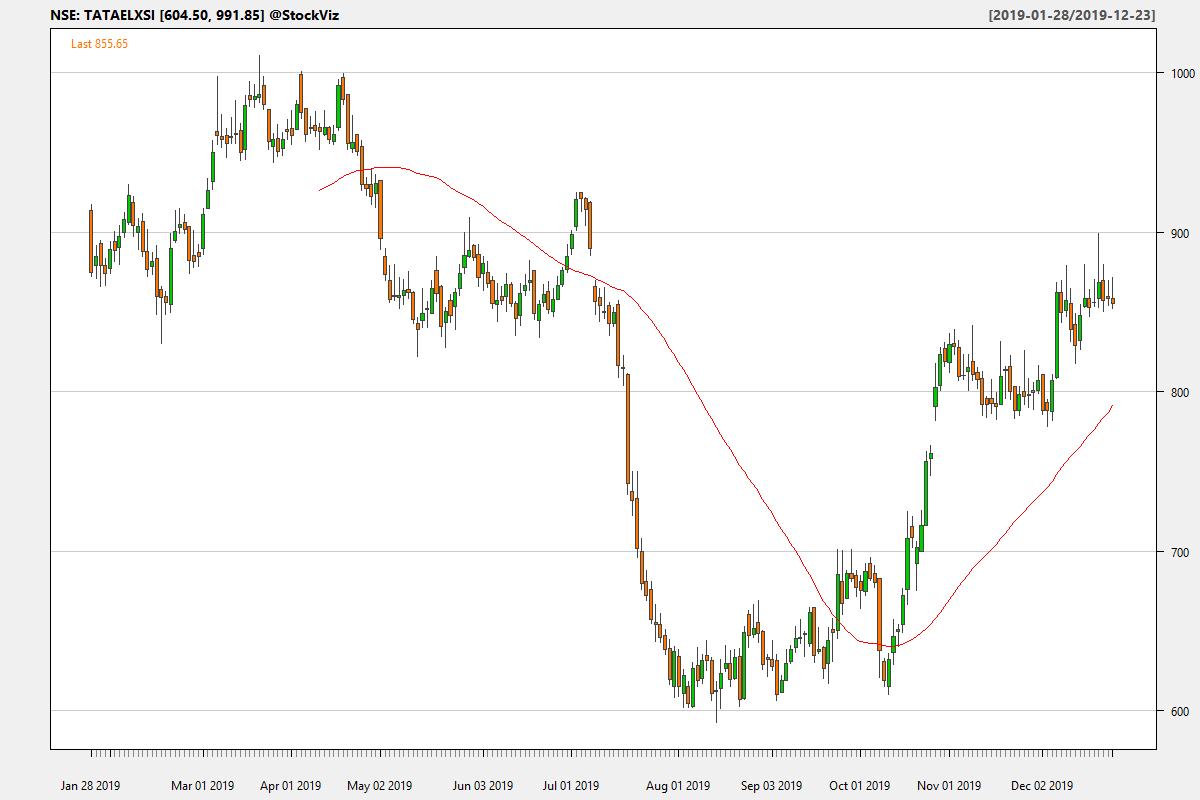 NSE: TATAELXSI [604.50, 991.85] @StockViz [2019-01-28/2019-12-23]
Last 855.65
1000
900
800
700
600
Jan 28 2019 Mar 01 2019 Apr 01 2019 May 02 2019 Jun 03 2019 Jul 01 2019 Aug 01 2019 Sep 03 2019 Oct 01 2019 Nov 01 2019 Dec 02 2019